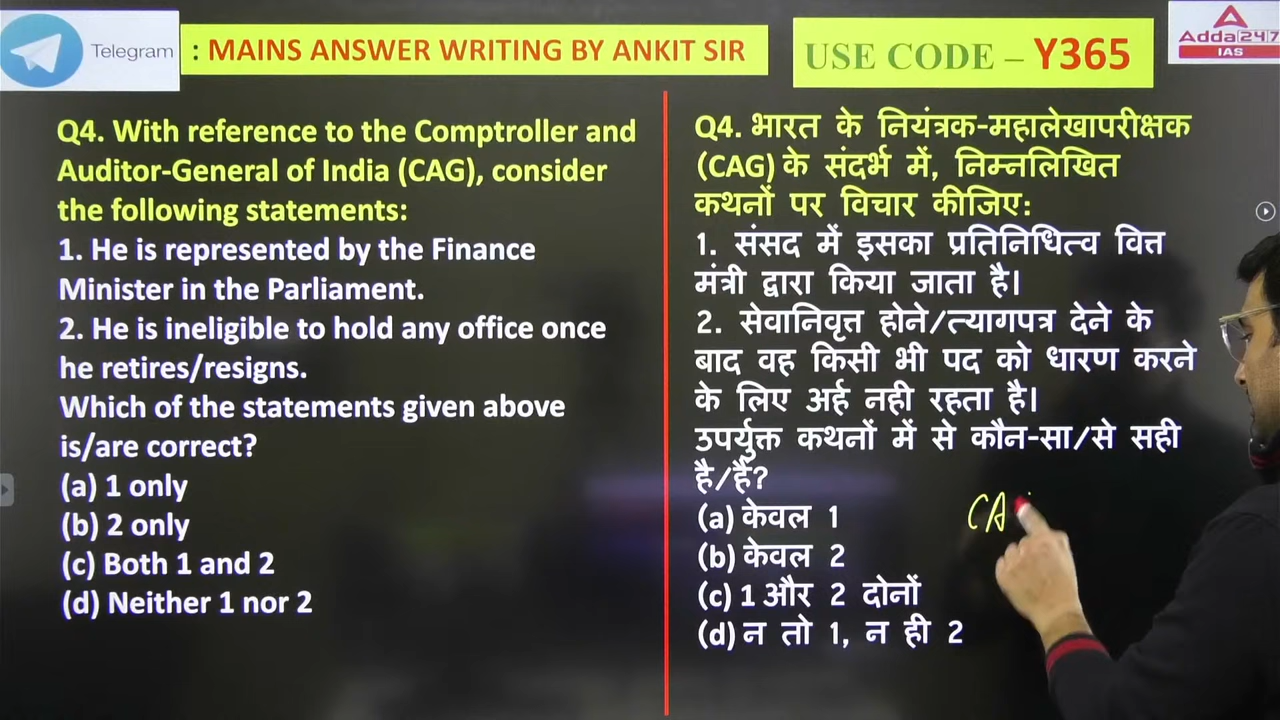 Telegram
: MAINS ANSWER WRITING BY ANKIT SIR
USE CODE – Y365
Adda 247
IAS
Q4. With reference to the Comptroller and
Auditor-General of India (CAG), consider
the following statements:
1. He is represented by the Finance
Minister in the Parliament.
2. He is ineligible to hold any office once
he retires/resigns.
Which of the statements given above
is/are correct?
(a) 1 only
(b) 2 only
(c) Both 1 and 2
(d) Neither 1 nor 2
Q4. भारत के नियंत्रक-महालेखापरीक्षक
(CAG) के संदर्भ में, निम्नलिखित
कथनों पर विचार कीजिए:
1. संसद में इसका प्रतिनिधित्व वित्त
मंत्री द्वारा किया जाता है।
2. सेवानिवृत्त होने/त्यागपत्र देने के
बाद वह किसी भी पद को धारण करने
के लिए अर्ह नही रहता है।
उपर्युक्त कथनों में से कौन-सा/से सही
है/हैं?
(a) केवल 1
(b) केवल 2
(c) 1 और 2 दोनों
(d) न तो 1, न ही 2
CA